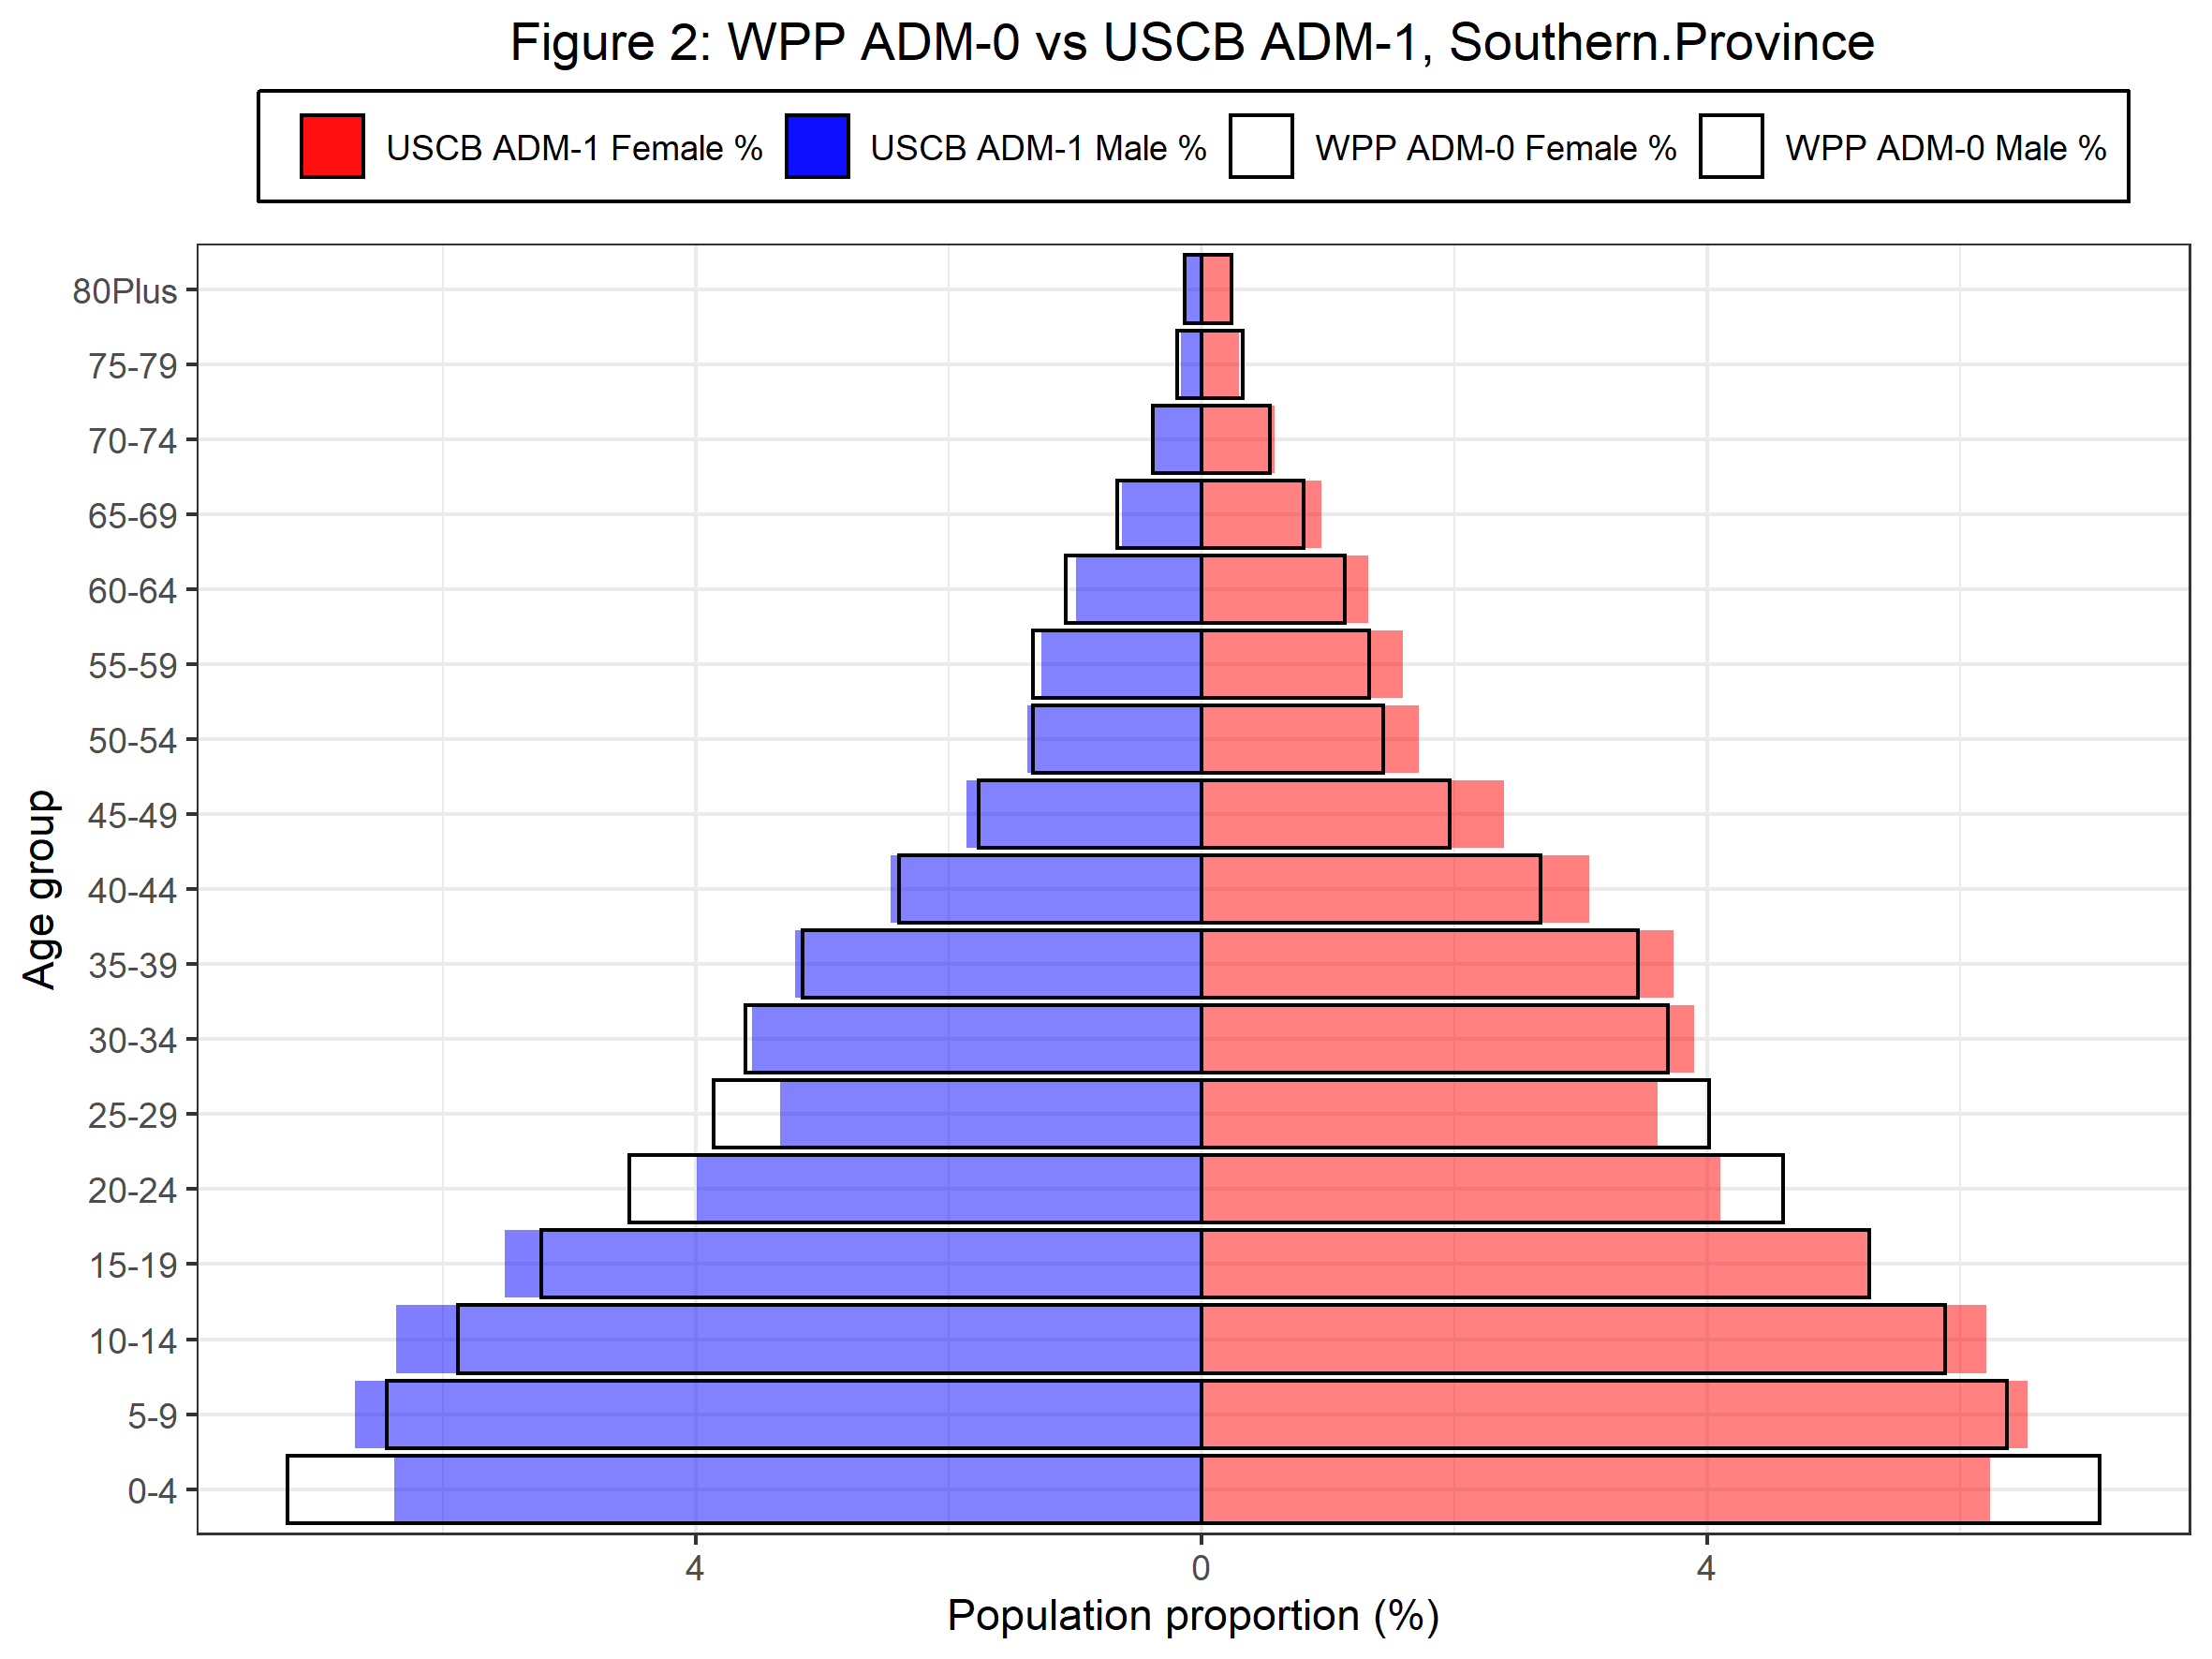 Figure 2: WPP ADM-0 vs USCB ADM-1, Southern.Province
USCB ADM-1 Female % USCB ADM-1 Male % WPP ADM-0 Female % WPP ADM-0 Male %
80Plus
75-79
70-74
65-69
60-64
55-59
50-54
45-49
40-44
35-39
30-34
25-29
20-24
15-19
10-14
5-9
0-4
Age group
4 0 4
Population proportion (%)